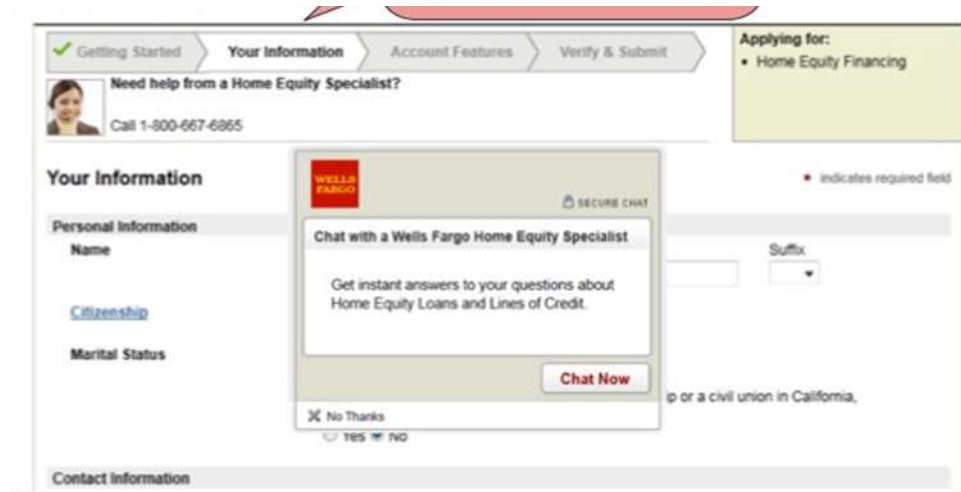 Getting Started
Your Information
Account Features
Verify & Submit
Applying for:
• Home Equity Financing
Need help from a Home Equity Specialist?
Call 1-800-667-6865
Your Information
• indicates required field
WELLS
FARGO
SECURE CHAT
Personal Information
Chat with a Wells Fargo Home Equity Specialist
Name
Suffix
Get instant answers to your questions about
Home Equity Loans and Lines of Credit.
Citizenship
Marital Status
Chat Now
p or a civil union in California,
No Thanks
Yes No
Contact Information